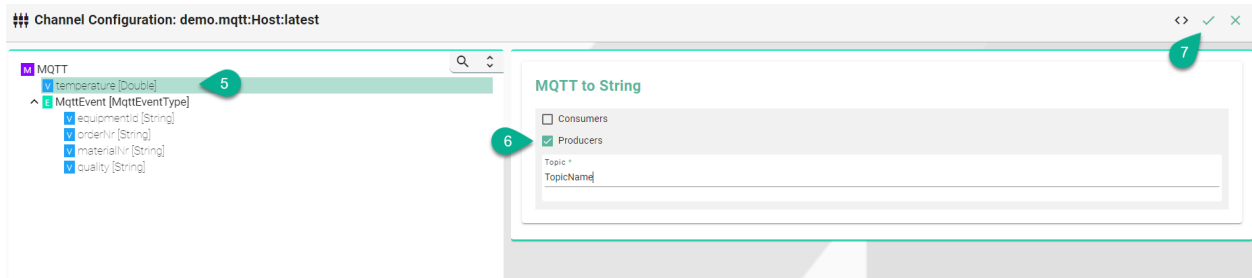 Channel Configuration: demo.mqtt:Host:latest
7
M MQTT
V temperature [Double]
5
E MqttEvent [MqttEventType]
V equipmentId [String]
V orderNr [String]
V materialNr [String]
V quality [String]
MQTT to String
Consumers
6
Producers
Topic *
TopicName